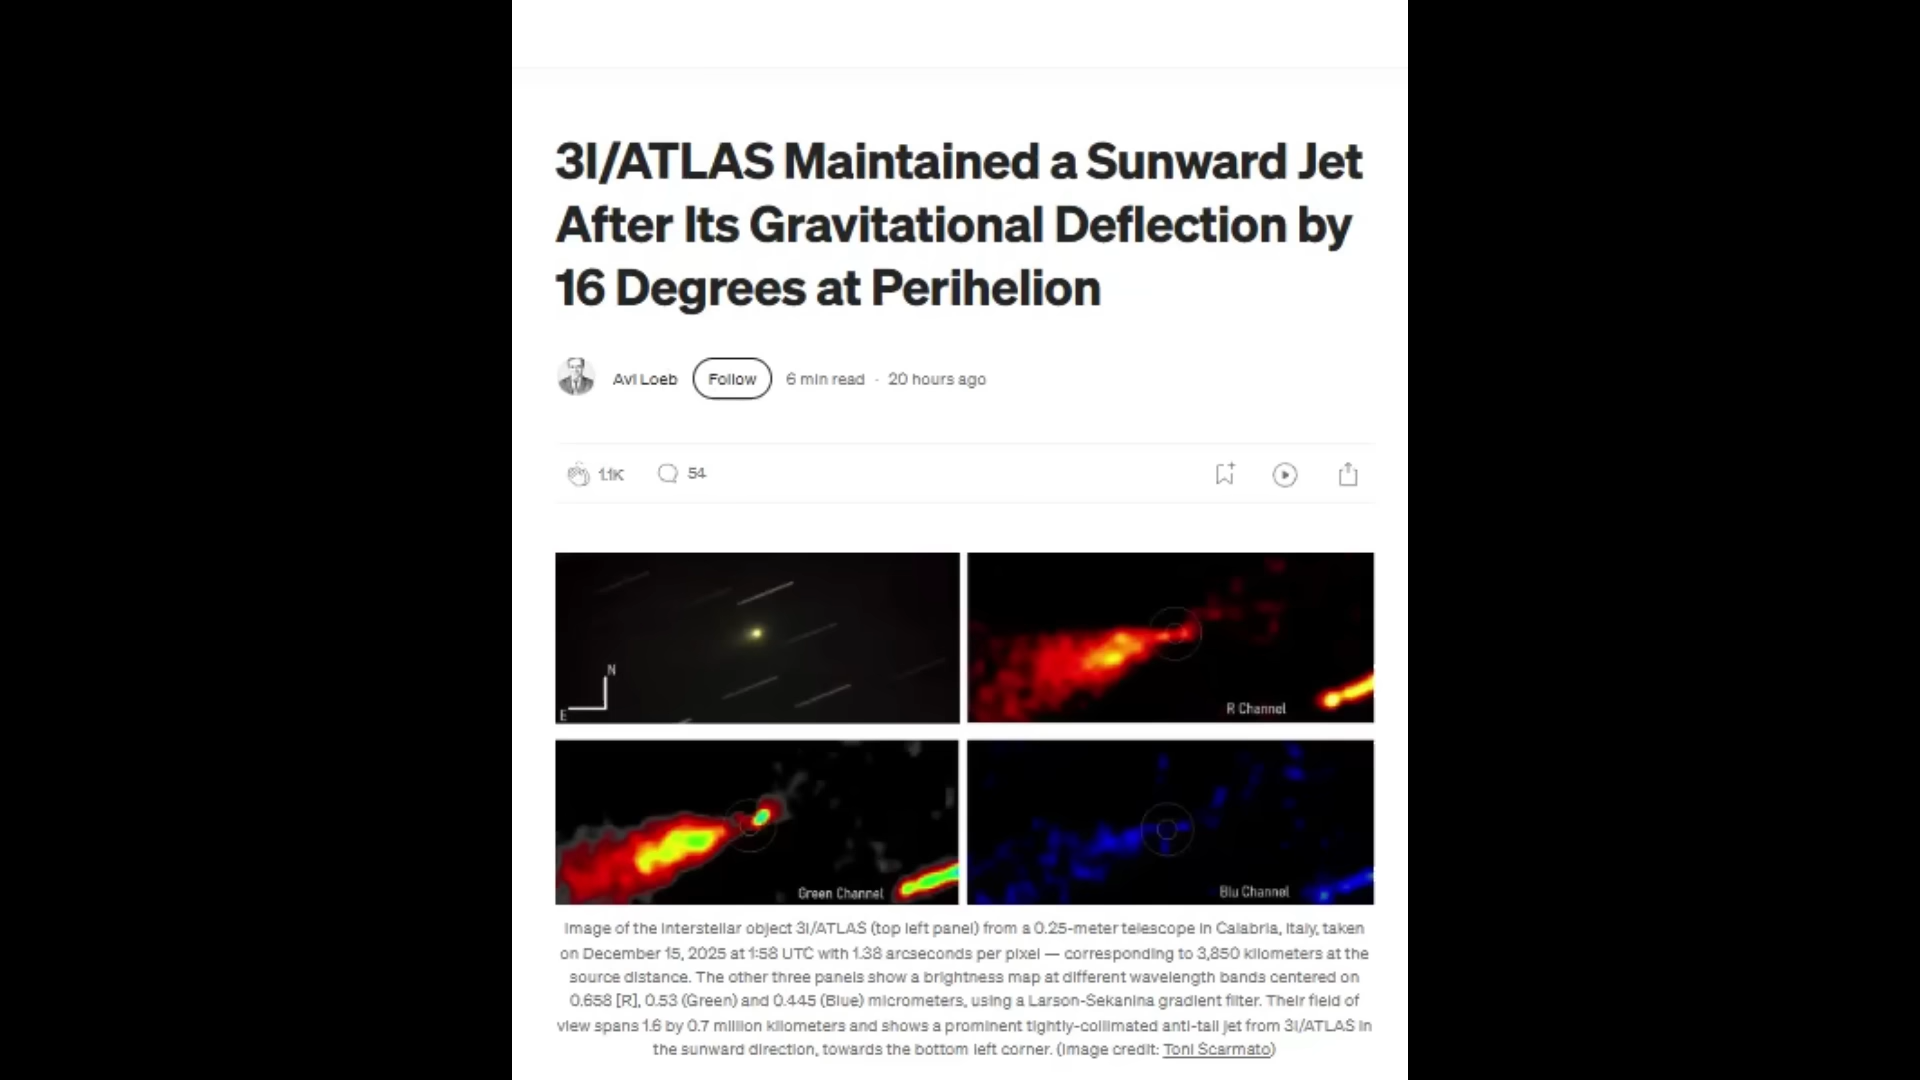 3I/ATLAS Maintained a Sunward Jet
After Its Gravitational Deflection by
16 Degrees at Perihelion
Avi Loeb
Follow
6 min read · 20 hours ago
1.1K
54
N
E
R Channel
Green Channel
Blu Channel
Image of the interstellar object 3I/ATLAS (top left panel) from a 0.25-meter telescope in Calabria, Italy, taken
on December 15, 2025 at 1:58 UTC with 1.38 arcseconds per pixel — corresponding to 3,850 kilometers at the
source distance. The other three panels show a brightness map at different wavelength bands centered on
0.658 [R], 0.53 (Green) and 0.445 (Blue) micrometers, using a Larson-Sekanina gradient filter. Their field of
view spans 1.6 by 0.7 million kilometers and shows a prominent tightly-collimated anti-tail jet from 3I/ATLAS in
the sunward direction, towards the bottom left corner. (Image credit: Toni Scarmato)